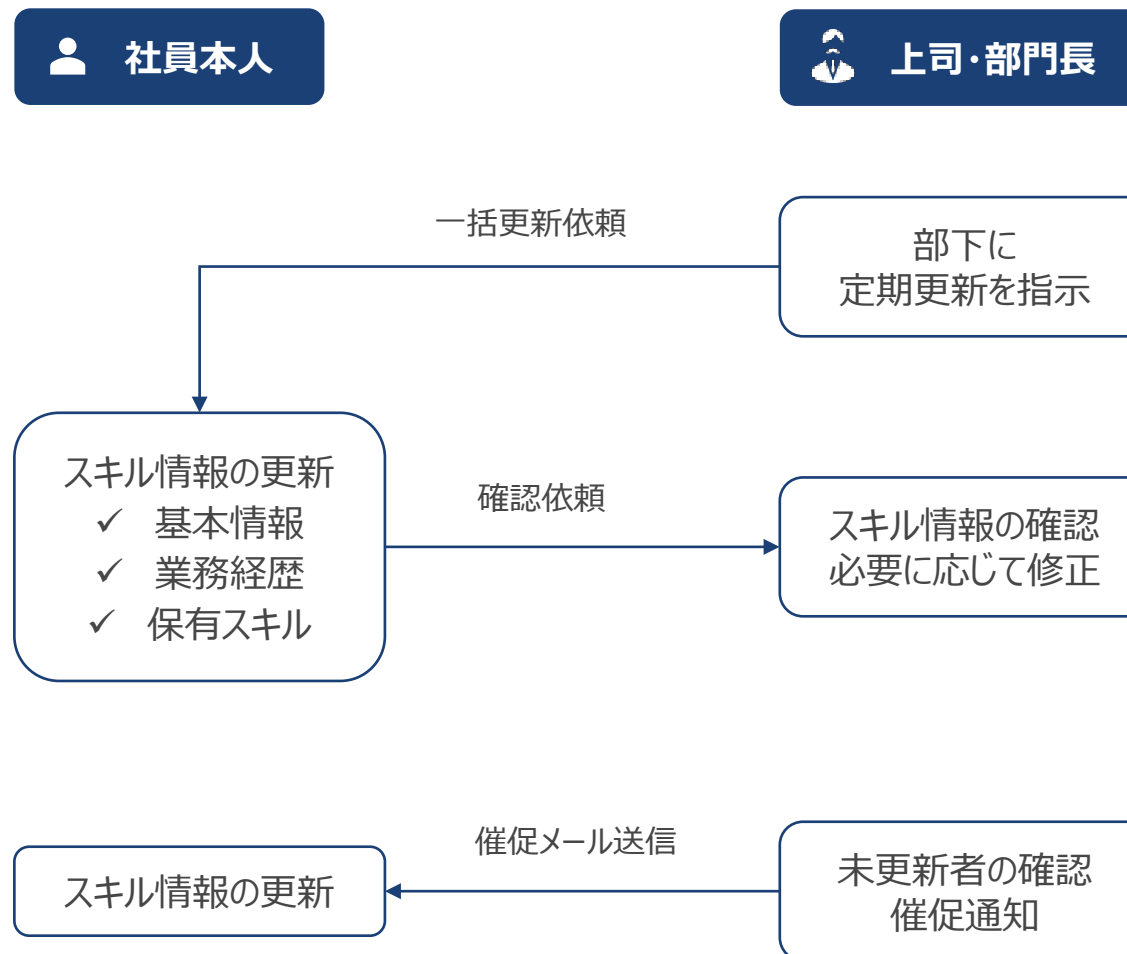 社員本人
上司・部門長
一括更新依頼
部下に
定期更新を指示
スキル情報の更新
✓ 基本情報
✓ 業務経歴
✓ 保有スキル
確認依頼
スキル情報の確認
必要に応じて修正
催促メール送信
スキル情報の更新
未更新者の確認
催促通知